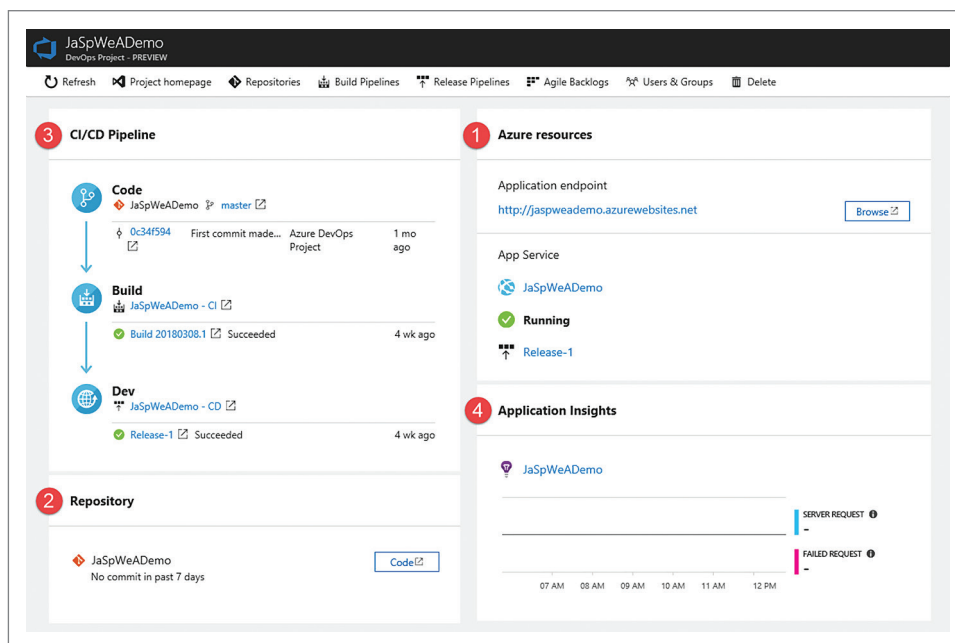 JaSpWeADemo
DevOps Project - PREVIEW
Refresh Project homepage Repositories Build Pipelines Release Pipelines Agile Backlogs Users & Groups Delete
3 CI/CD Pipeline
Code
JaSpWeADemo master
0c34f594 First commit made... Azure DevOps Project 1 mo ago
Build
JaSpWeADemo - CI
Build 20180308.1 Succeeded 4 wk ago
Dev
JaSpWeADemo - CD
Release-1 Succeeded 4 wk ago
2 Repository
JaSpWeADemo
No commit in past 7 days
Code
1 Azure resources
Application endpoint
http://jaspweademo.azurewebsites.net Browse
App Service
JaSpWeADemo
Running
Release-1
4 Application Insights
JaSpWeADemo
SERVER REQUEST
--
FAILED REQUEST
--
07 AM 08 AM 09 AM 10 AM 11 AM 12 PM